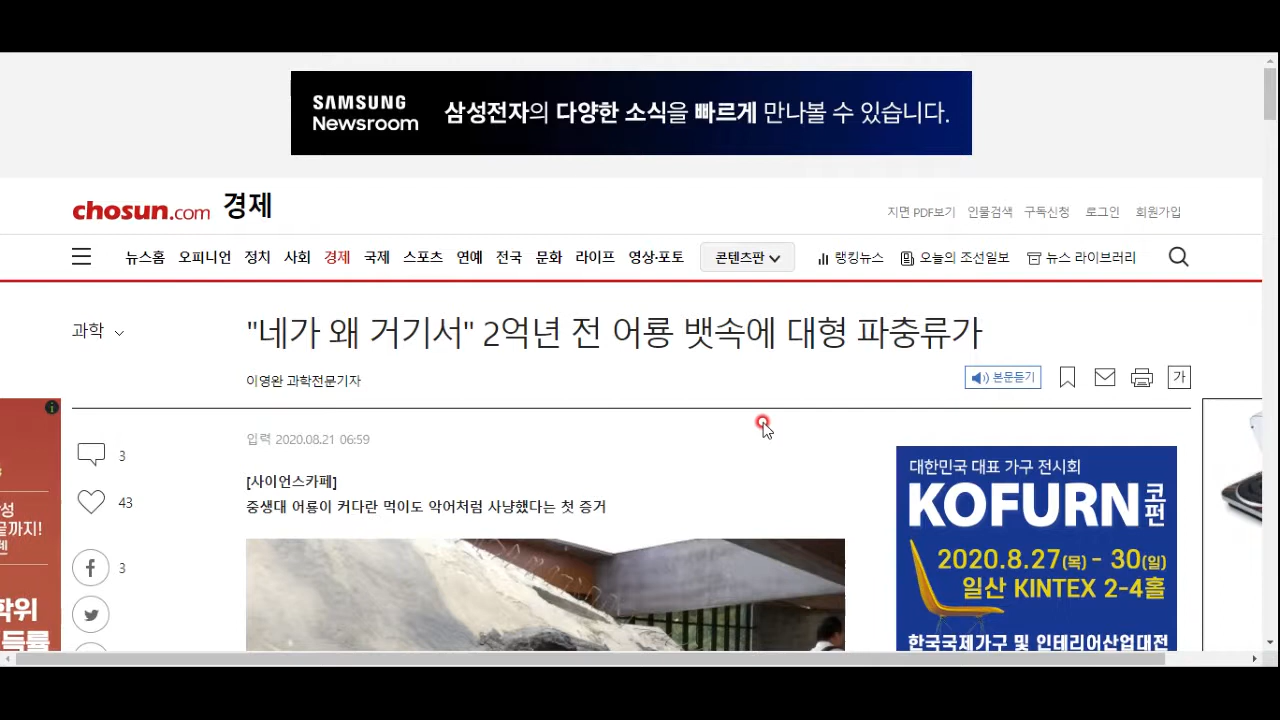 SAMSUNG
Newsroom
삼성전자의 다양한 소식을 빠르게 만나볼 수 있습니다.
chosun.com 경제
지면 PDF보기 인물검색 구독신청 로그인 회원가입
뉴스홈 오피니언 정치 사회 경제 국제 스포츠 연예 전국 문화 라이프 영상·포토 콘텐츠판 랭킹뉴스 오늘의 조선일보 뉴스 라이브러리
과학
"네가 왜 거기서" 2억년 전 어룡 뱃속에 대형 파충류가
이영완 과학전문기자
본문듣기
가
입력 2020.08.21 06:59
3
43
3
[사이언스카페]
중생대 어룡이 커다란 먹이도 악어처럼 사냥했다는 첫 증거
대한민국 대표 가구 전시회
KOFURN 코펀
2020.8.27(목) - 30(일)
일산 KINTEX 2-4홀
한국국제가구 및 인테리어산업대전
끝까지!
학위